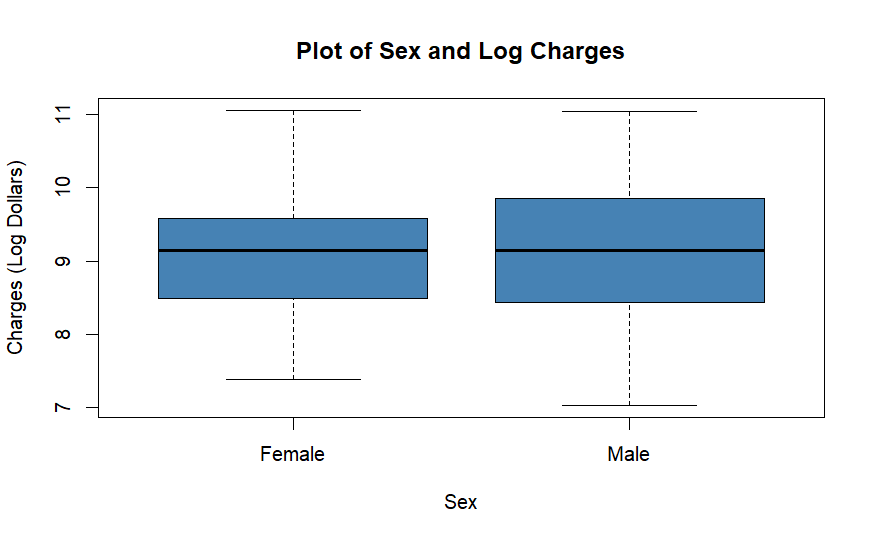 Plot of Sex and Log Charges
Charges (Log Dollars)
11
10
9
8
7
Female Male
Sex